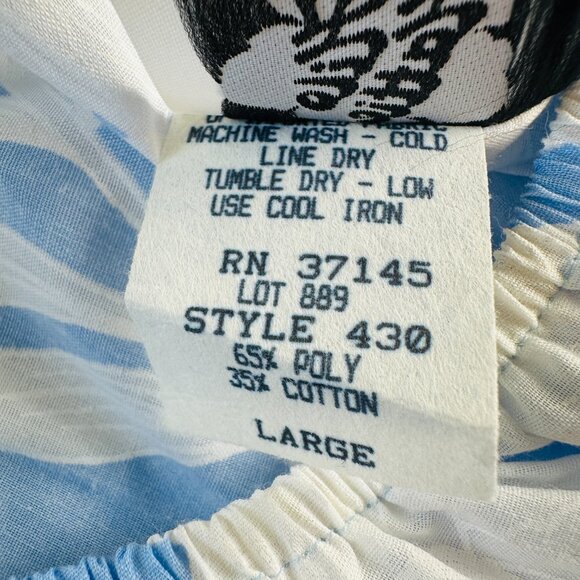 MACHINE WASH - COLD
LINE DRY
TUMBLE DRY - LOW
USE COOL IRON
RN 37145
LOT 889
STYLE 430
65% POLY
35% COTTON
LARGE